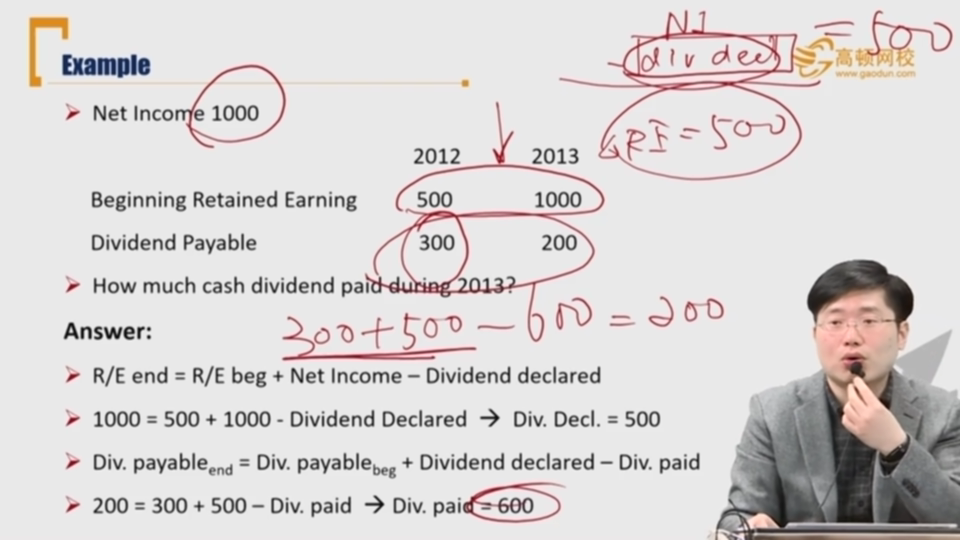 Example
NI
div decl
= 500
高顿网校
www.gaodun.com
RE = 500
Net Income 1000
2012 2013
Beginning Retained Earning 500 1000
Dividend Payable 300 200
How much cash dividend paid during 2013?
300+500-600=200
Answer:
R/E end = R/E beg + Net Income – Dividend declared
1000 = 500 + 1000 - Dividend Declared → Div. Decl. = 500
Div. payable end = Div. payable beg + Dividend declared – Div. paid
200 = 300 + 500 – Div. paid → Div. paid = 600